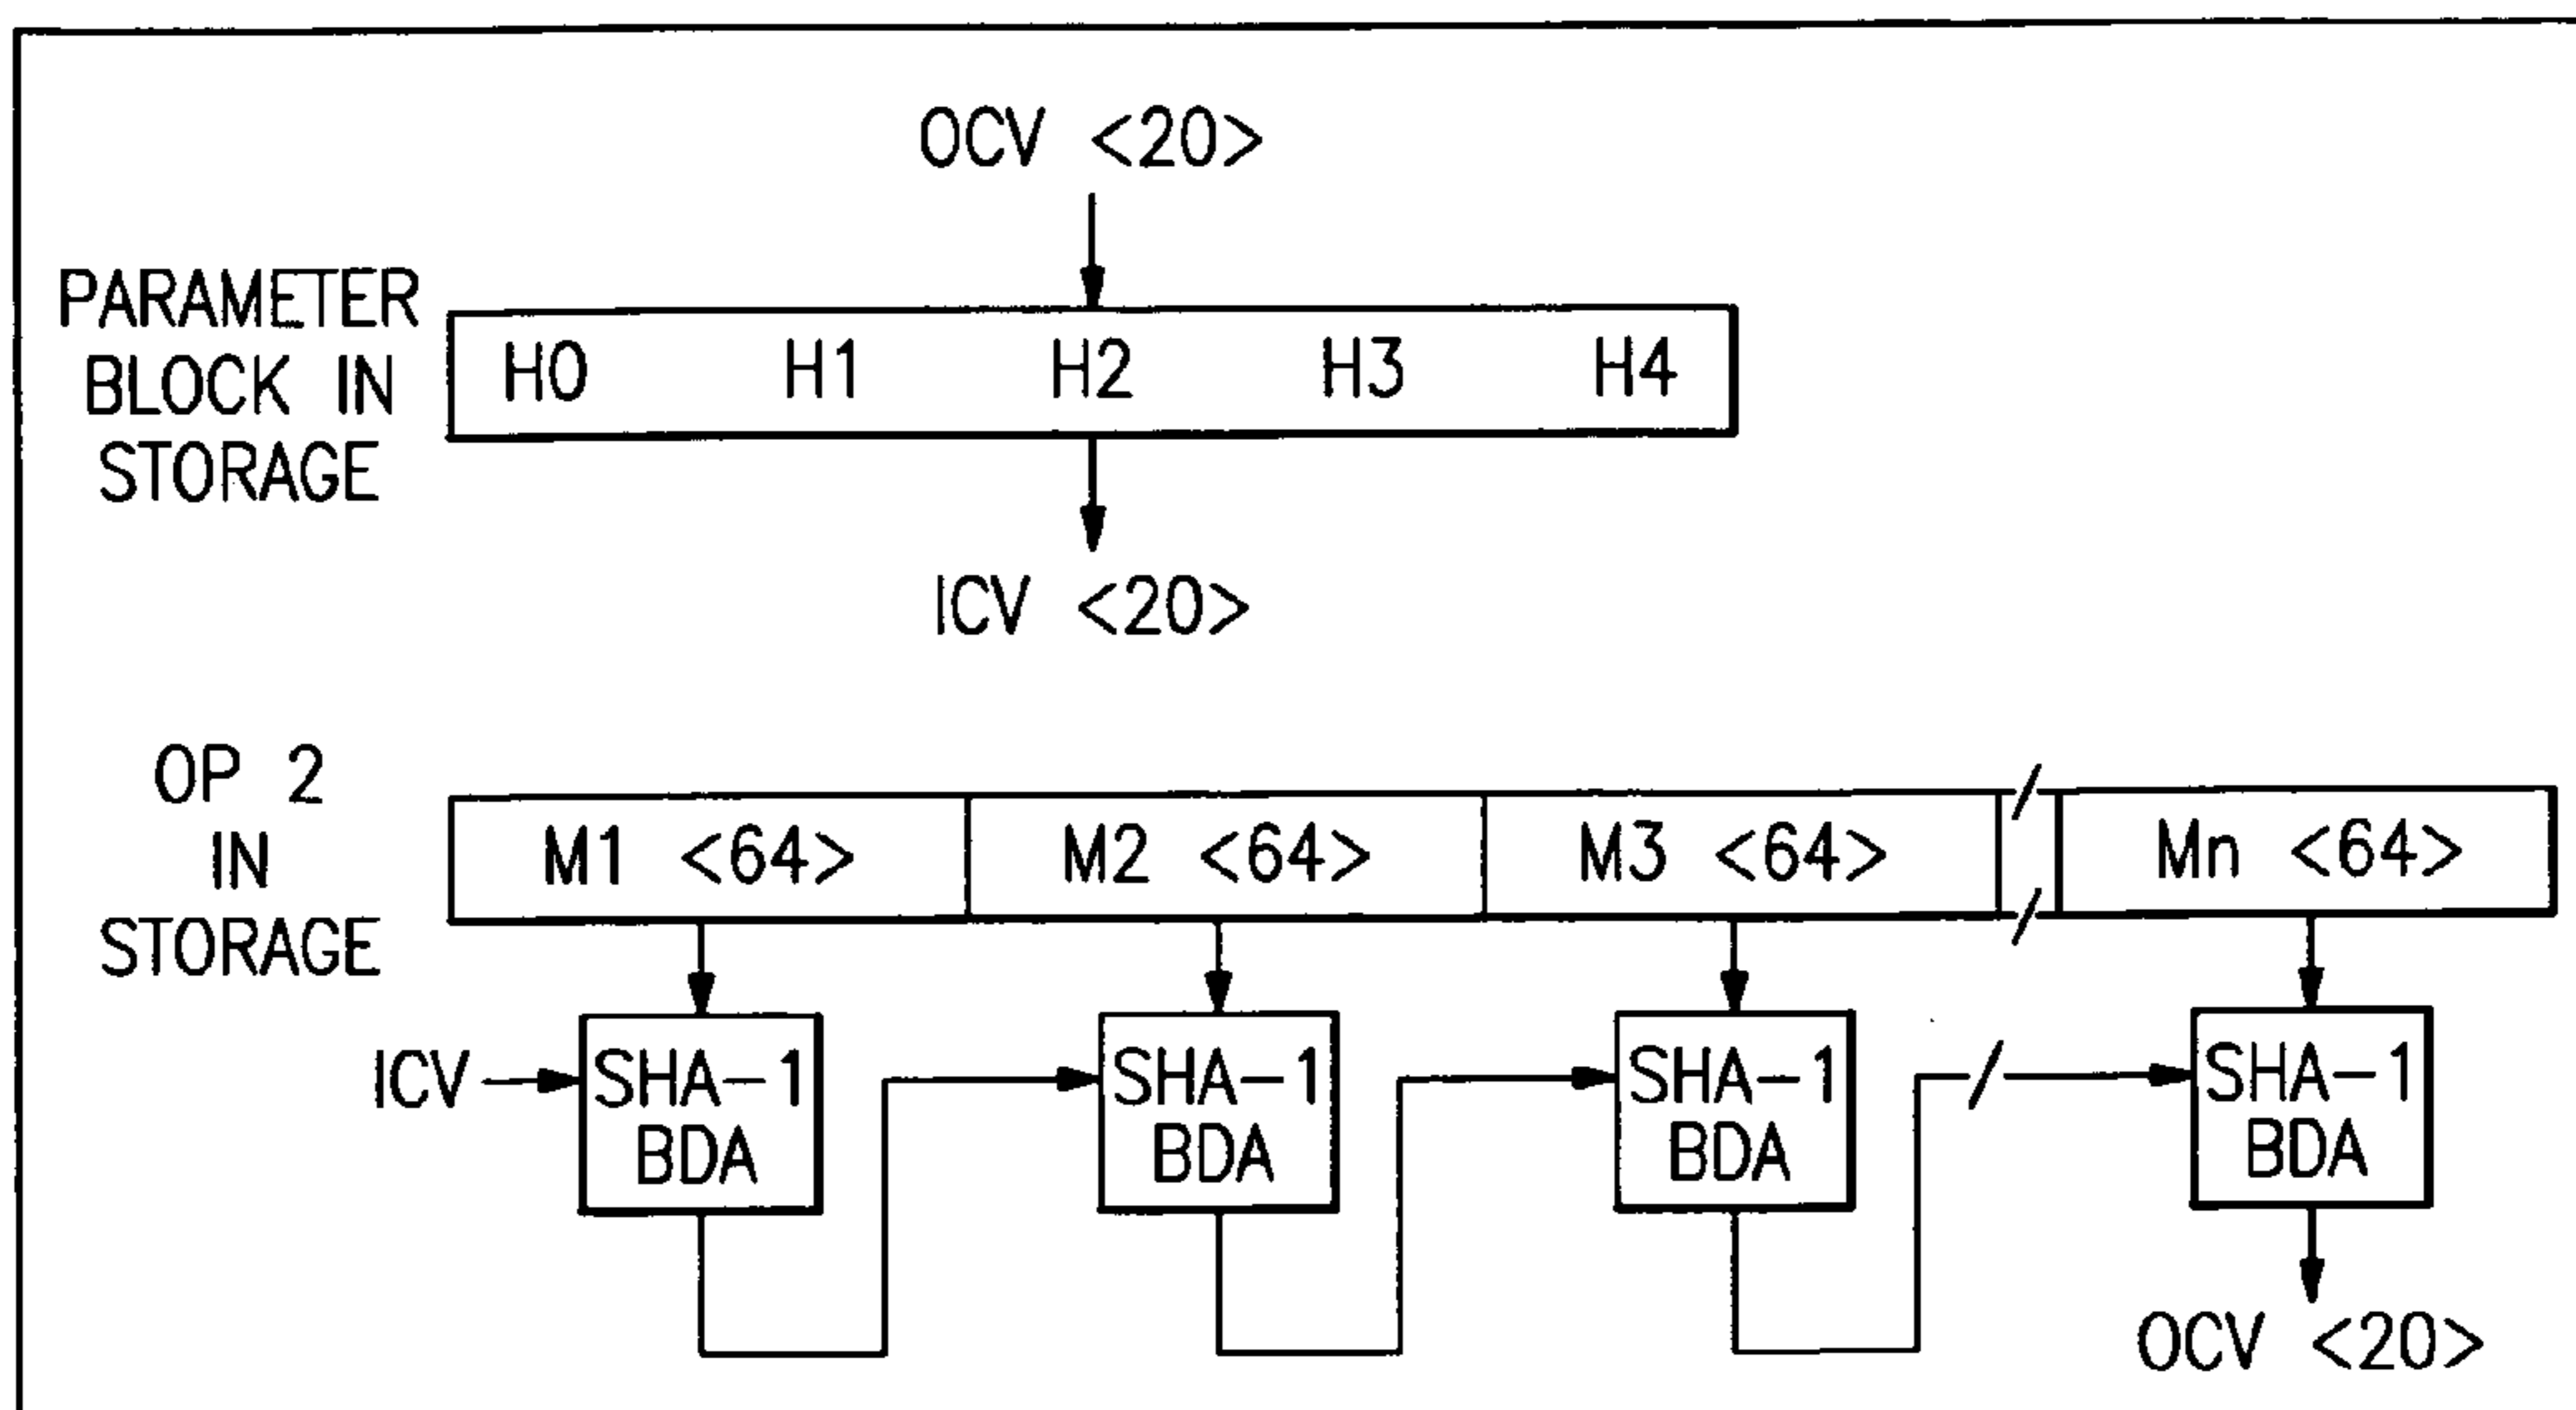 OCV <20>
PARAMETER
BLOCK IN
STORAGE
H0 H1 H2 H3 H4
ICV <20>
OP 2
IN
STORAGE
M1 <64> M2 <64> M3 <64> Mn <64>
ICV
SHA-1
BDA
SHA-1
BDA
SHA-1
BDA
SHA-1
BDA
OCV <20>